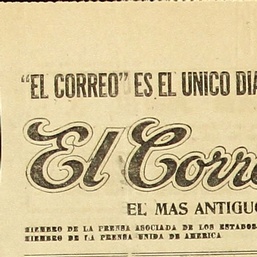 "EL CORREO" ES EL UNICO DIA
El Corre
EL MAS ANTIGUO
MIEMBRO DE LA PRENSA ASOCIADA DE LOS ESTADOS
MIEMBRO DE LA PRENSA UNIDA DE AMERICA